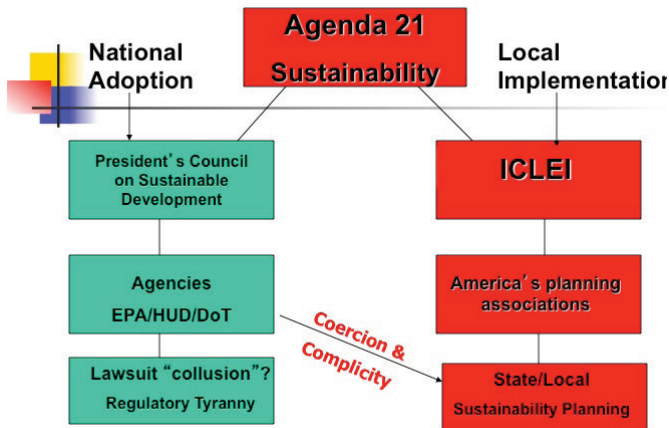 Agenda 21
Sustainability
National
Adoption
Local
Implementation
President's Council
on Sustainable
Development
ICLEI
Agencies
EPA/HUD/DoT
America's planning
associations
Coercion &
Complicity
Lawsuit “collusion”?
Regulatory Tyranny
State/Local
Sustainability Planning